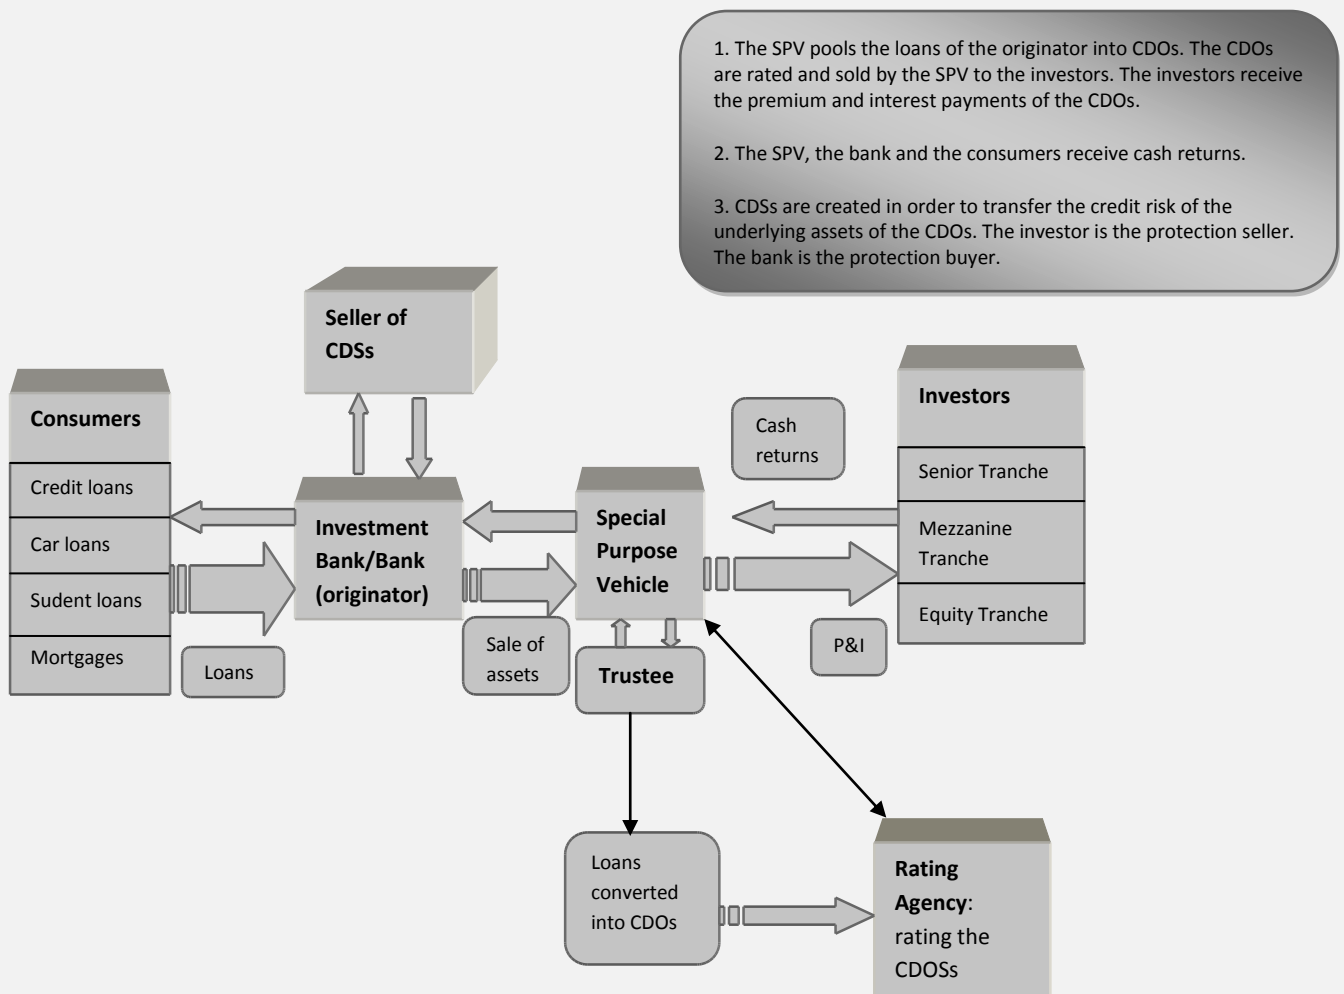 1. The SPV pools the loans of the originator into CDOs. The CDOs
are rated and sold by the SPV to the investors. The investors receive
the premium and interest payments of the CDOs.
2. The SPV, the bank and the consumers receive cash returns.
3. CDSs are created in order to transfer the credit risk of the
underlying assets of the CDOs. The investor is the protection seller.
The bank is the protection buyer.
Seller of
CDSs
Consumers
Credit loans
Car loans
Sudent loans
Mortgages
Loans
Investment
Bank/Bank
(originator)
Sale of
assets
Special
Purpose
Vehicle
Trustee
Cash
returns
P&I
Investors
Senior Tranche
Mezzanine
Tranche
Equity Tranche
Loans
converted
into CDOs
Rating
Agency:
rating the
CDOSs